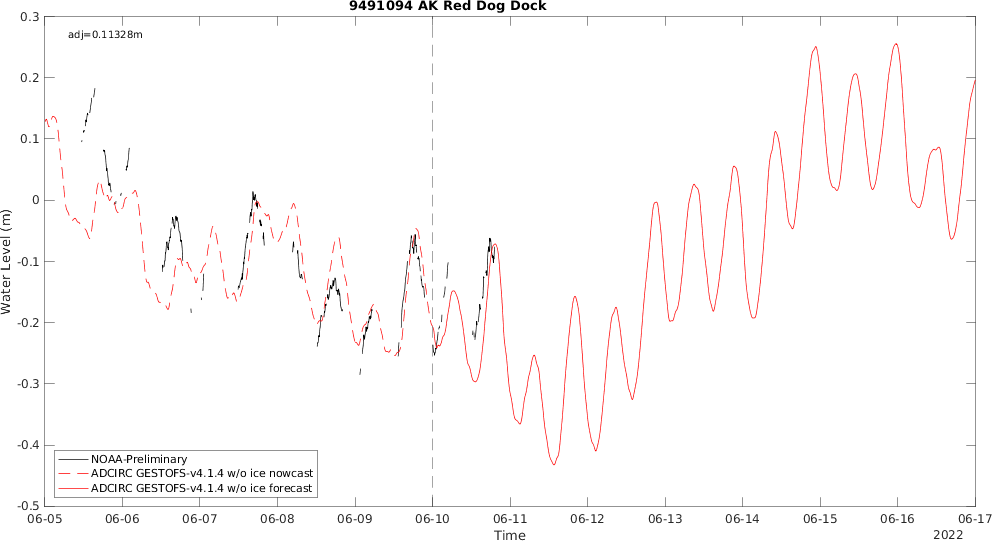 9491094 AK Red Dog Dock
adj=0.11328m
0.3
0.2
0.1
0
-0.1
-0.2
-0.3
-0.4
-0.5
Water Level (m)
NOAA-Preliminary
ADCIRC GESTOFS-v4.1.4 w/o ice nowcast
ADCIRC GESTOFS-v4.1.4 w/o ice forecast
06-05 06-06 06-07 06-08 06-09 06-10 06-11 06-12 06-13 06-14 06-15 06-16 06-17
Time
2022